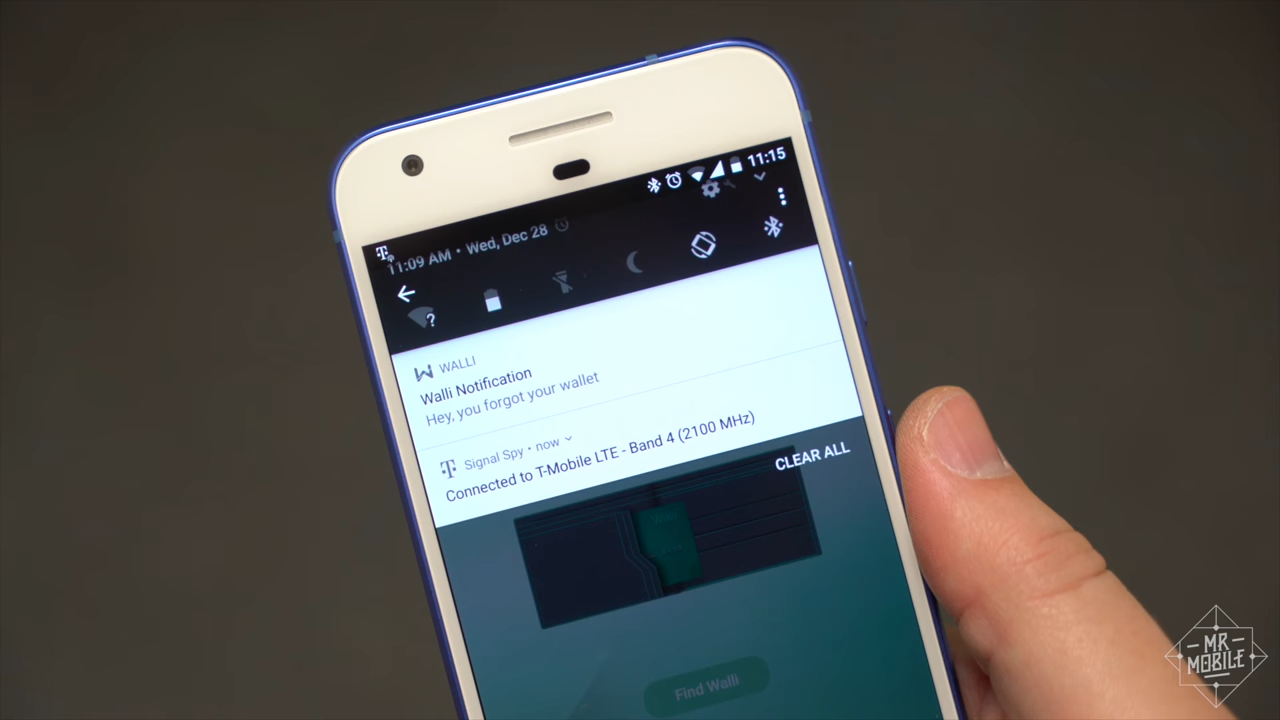 11:15
11:09 AM • Wed, Dec 28
?
WALLI
Walli Notification
Hey, you forgot your wallet
Signal Spy • now
Connected to T-Mobile LTE - Band 4 (2100 MHz)
CLEAR ALL
Find Walli
MR
MOBILE